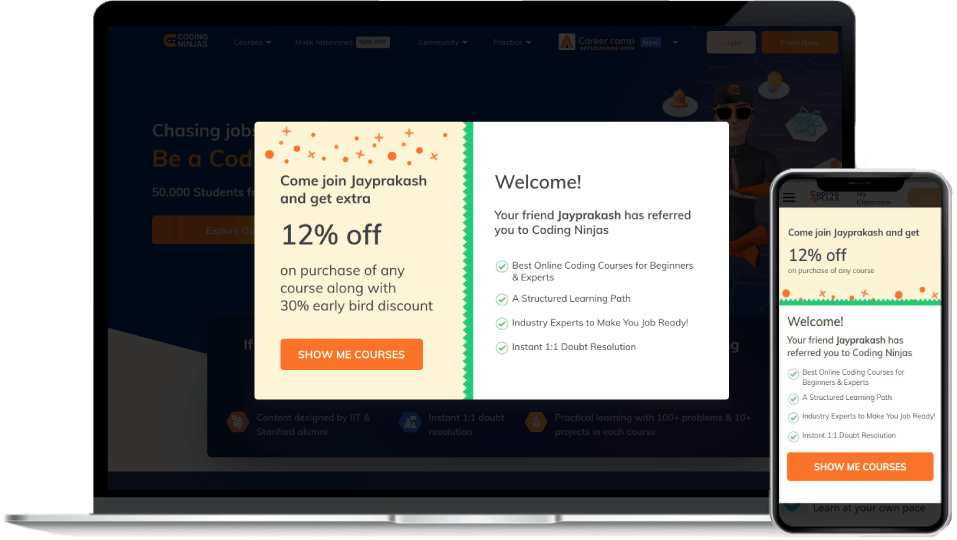 CODING
NINJAS
Courses
Mock Interviews 50% OFF
Community
Practice
Career camp
APPLICATIONS OPEN
New
Login
Enroll Now
Chasing jobs
Be a Cod
50,000 Students fr
Explore Ou
Come join Jayprakash
and get extra
12% off
on purchase of any
course along with
30% early bird discount
SHOW ME COURSES
Welcome!
Your friend Jayprakash has referred
you to Coding Ninjas
Best Online Coding Courses for Beginners
& Experts
A Structured Learning Path
Industry Experts to Make You Job Ready!
Instant 1:1 Doubt Resolution
If
Content designed by IIT &
Stanford alumni
Instant 1:1 doubt
resolution
Practical learning with 100+ problems & 10+
projects in each course
CODING
NINJAS
My
Classroom
Come join Jayprakash and get
12% off
on purchase of any course
Welcome!
Your friend Jayprakash has
referred you to Coding Ninjas
Best Online Coding Courses for
Beginners & Experts
A Structured Learning Path
Industry Experts to Make You Job Ready!
Instant 1:1 Doubt Resolution
SHOW ME COURSES
Learn at your own pace